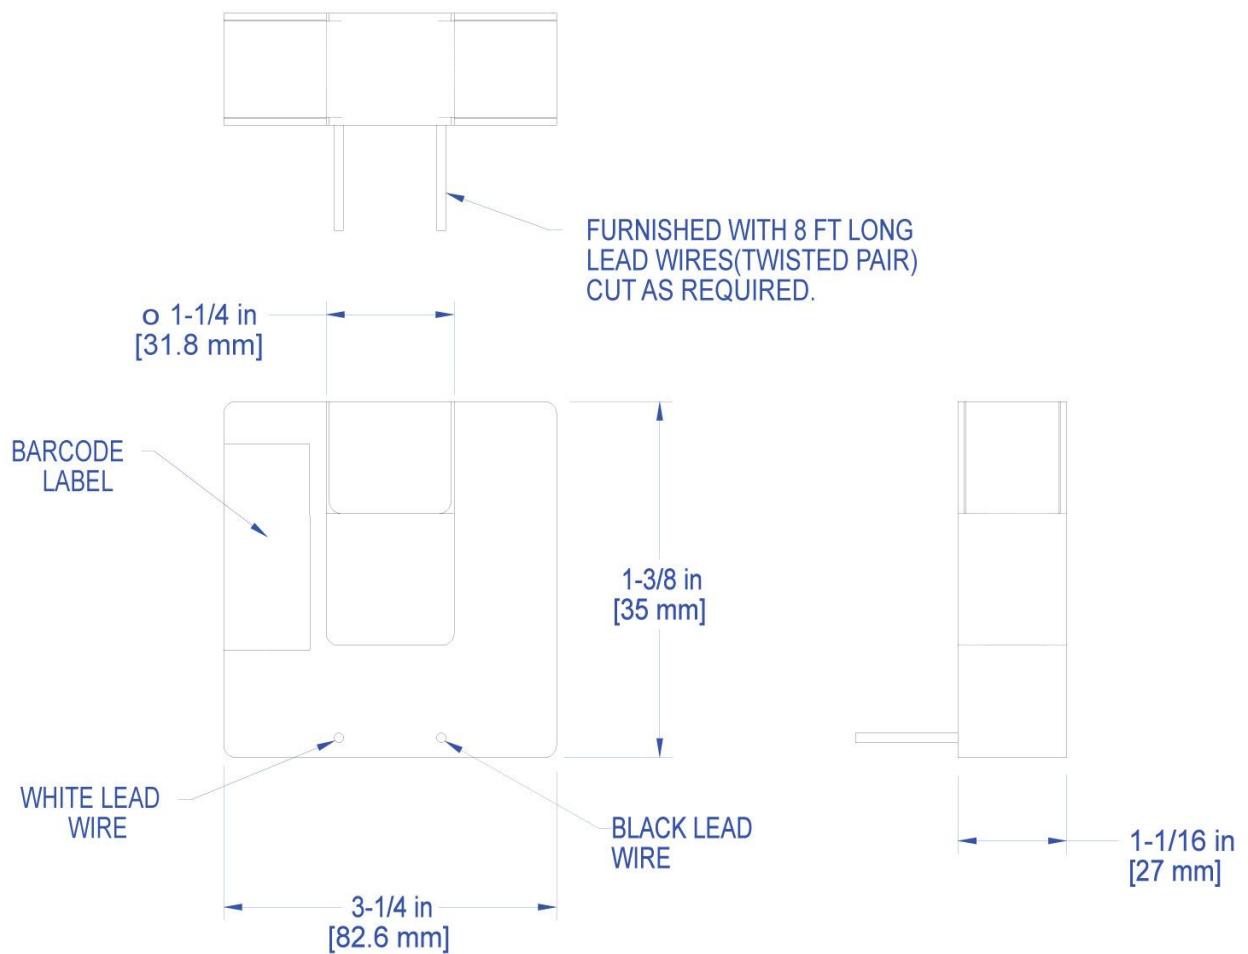 FURNISHED WITH 8 FT LONG
LEAD WIRES(TWISTED PAIR)
CUT AS REQUIRED.
o 1-1/4 in
[31.8 mm]
BARCODE
LABEL
1-3/8 in
[35 mm]
WHITE LEAD
WIRE
BLACK LEAD
WIRE
1-1/16 in
[27 mm]
3-1/4 in
[82.6 mm]